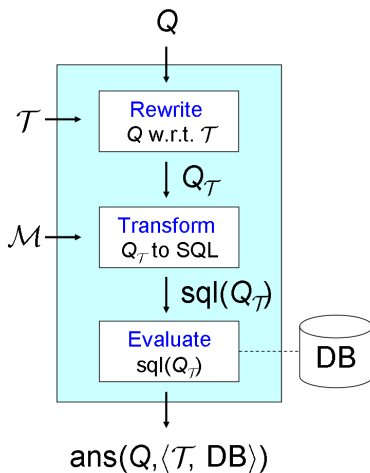 Q
Rewrite
𝒯
Q w.r.t. 𝒯
Q𝒯
Transform
ℳ
Q𝒯 to SQL
sql(Q𝒯)
Evaluate
sql(Q𝒯)
DB
ans(Q,⟨𝒯, DB⟩)